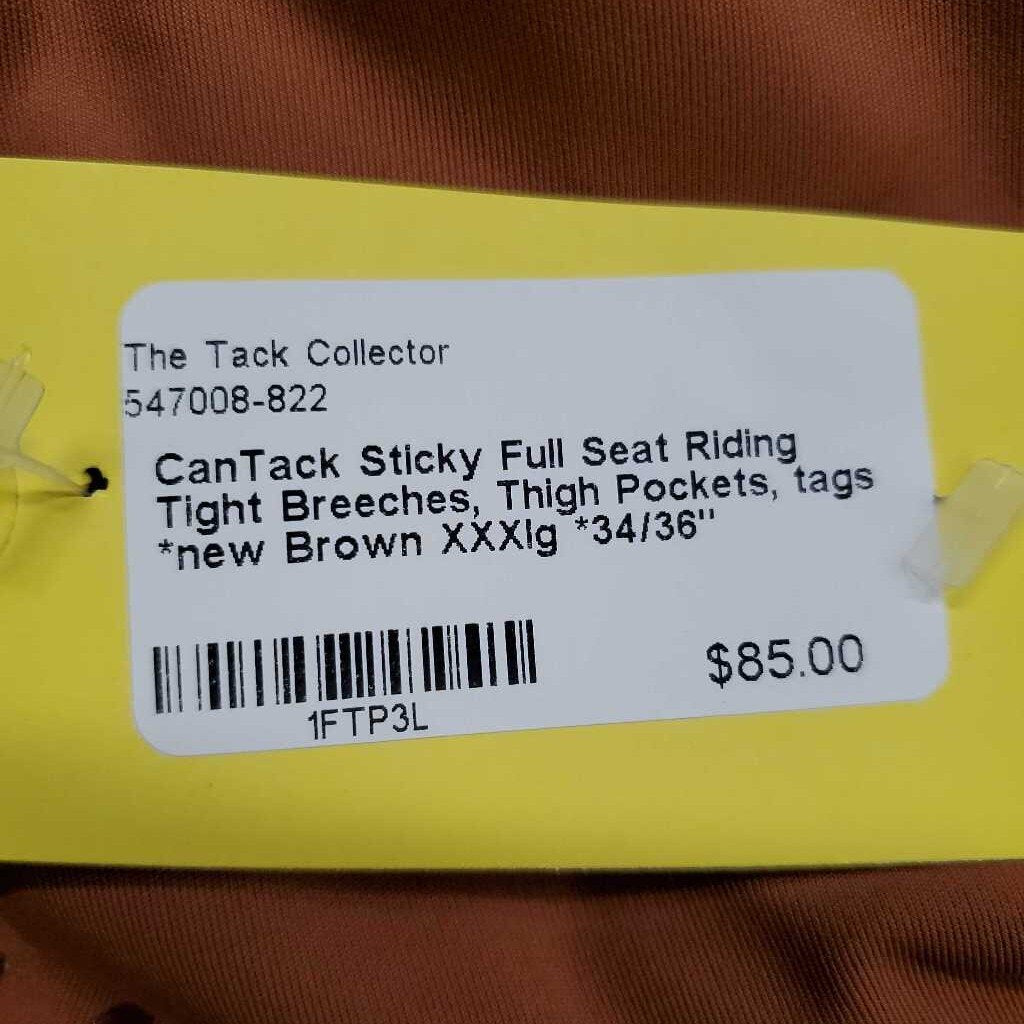 The Tack Collector
547008-822
CanTack Sticky Full Seat Riding
Tight Breeches, Thigh Pockets, tags
*new Brown XXXlg *34/36"
$85.00
1FTP3L